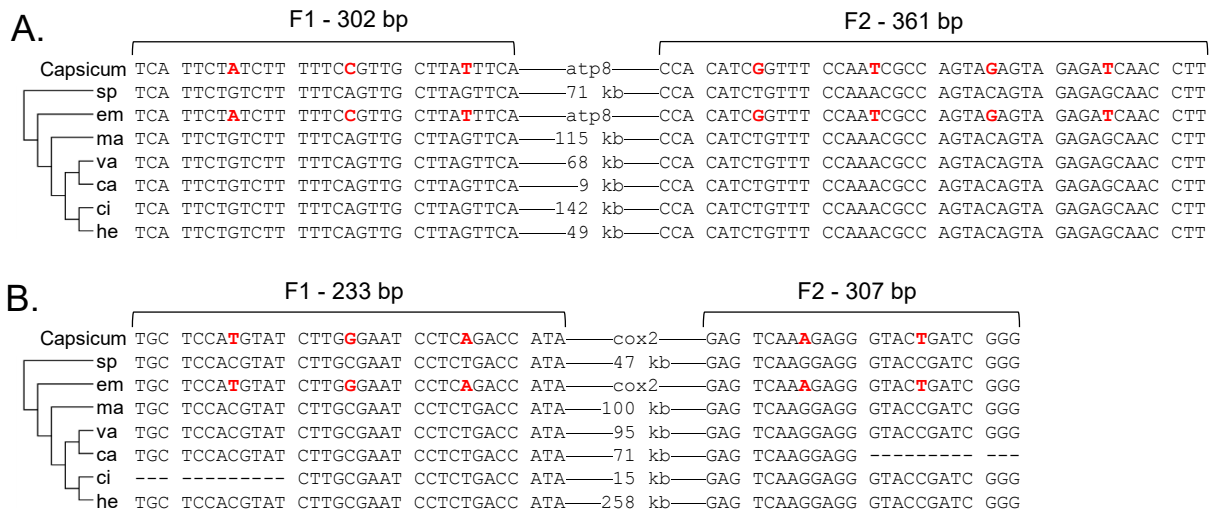 A.
F1 - 302 bp F2 - 361 bp
Capsicum TCA TTCTATCTT TTTCCGTTGC CTTATTTCA atp8 CCA CATCGGTTT CCAATCGCC AGTAGAGTA GAGATCAAC CTT
sp TCA TTCTGTCTT TTTCAGTTGC CTTAGTTCA 71 kb CCA CATCTGTTT CCAAACGCC AGTACAGTA GAGAGCAAC CTT
em TCA TTCTATCTT TTTCCGTTG CTTATTTCA atp8 CCA CATCGGTTT CCAATCGCC AGTAGAGTA GAGATCAAC CTT
ma TCA TTCTGTCTT TTTCAGTTG CTTAGTTCA 115 kb CCA CATCTGTTT CCAAACGCC AGTACAGTA GAGAGCAAC CTT
va TCA TTCTGTCTT TTTCAGTTG CTTAGTTCA 68 kb CCA CATCTGTTT CCAAACGCC AGTACAGTA GAGAGCAAC CTT
ca TCA TTCTGTCTT TTTCAGTTG CTTAGTTCA 9 kb CCA CATCTGTTT CCAAACGCC AGTACAGTA GAGAGCAAC CTT
ci TCA TTCTGTCTT TTTCAGTTG CTTAGTTCA 142 kb CCA CATCTGTTT CCAAACGCC AGTACAGTA GAGAGCAAC CTT
he TCA TTCTGTCTT TTTCAGTTG CTTAGTTCA 49 kb CCA CATCTGTTT CCAAACGCC AGTACAGTA GAGAGCAAC CTT
B.
F1 - 233 bp F2 - 307 bp
Capsicum TGC TCCATGTAT CTTGGGAAT CCTCAGACC ATA cox2 GAG TCAAAGAGG GTACTGATC GGG
sp TGC TCCACGTAT CTTGCGAAT CCTCTGACC ATA 47 kb GAG TCAAGGAGG GTACCGATC GGG
em TGC TCCATGTAT CTTGGGAAT CCTCAGACC ATA cox2 GAG TCAAAGAGG GTACTGATC GGG
ma TGC TCCACGTAT CTTGCGAAT CCTCTGACC ATA 100 kb GAG TCAAGGAGG GTACCGATC GGG
va TGC TCCACGTAT CTTGCGAAT CCTCTGACC ATA 95 kb GAG TCAAGGAGG GTACCGATC GGG
ca TGC TCCACGTAT CTTGCGAAT CCTCTGACC ATA 71 kb GAG TCAAGGAGG --------- ---
ci --- --------- CTTGCGAAT CCTCTGACC ATA 15 kb GAG TCAAGGAGG GTACCGATC GGG
he TGC TCCACGTAT CTTGCGAAT CCTCTGACC ATA 258 kb GAG TCAAGGAGG GTACCGATC GGG